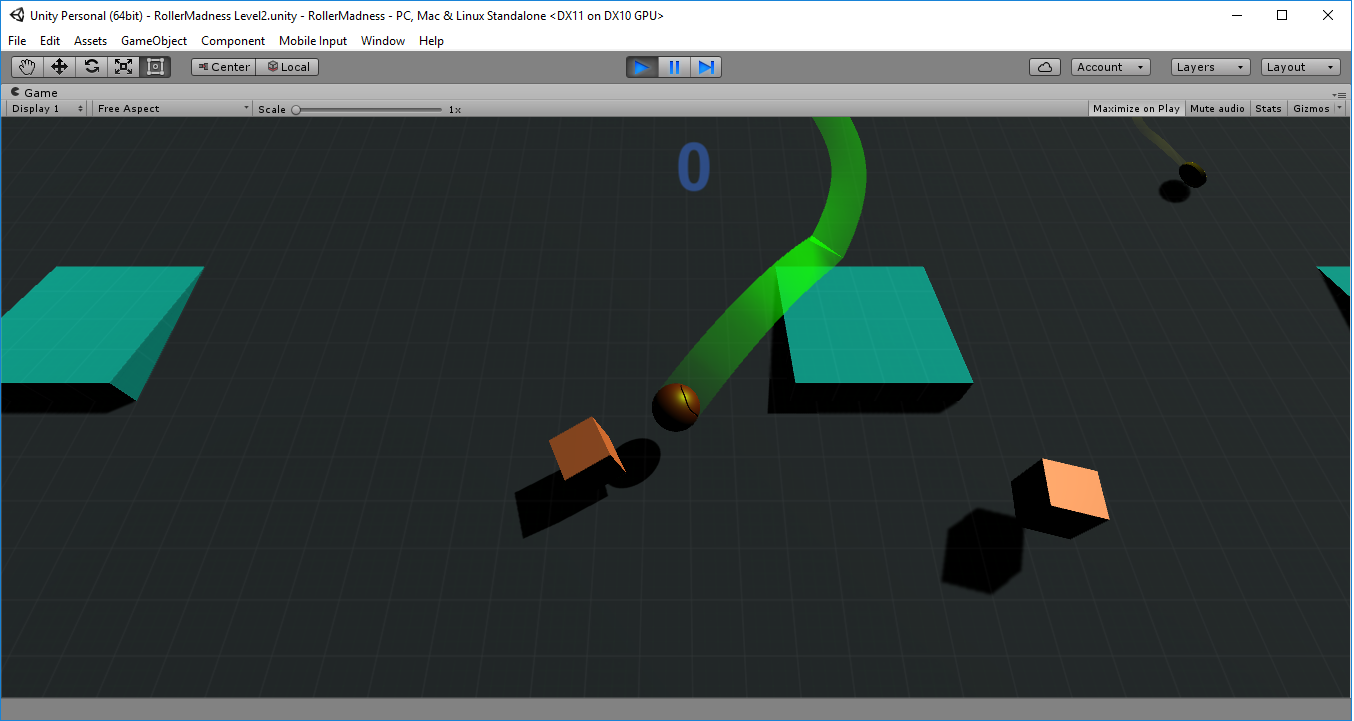 Unity Personal (64bit) - RollerMadness Level2.unity - RollerMadness - PC, Mac & Linux Standalone <DX11 on DX10 GPU>
File Edit Assets GameObject Component Mobile Input Window Help
Center Local Account Layers Layout
Game
Display 1 Free Aspect Scale 1x Maximize on Play Mute audio Stats Gizmos
0